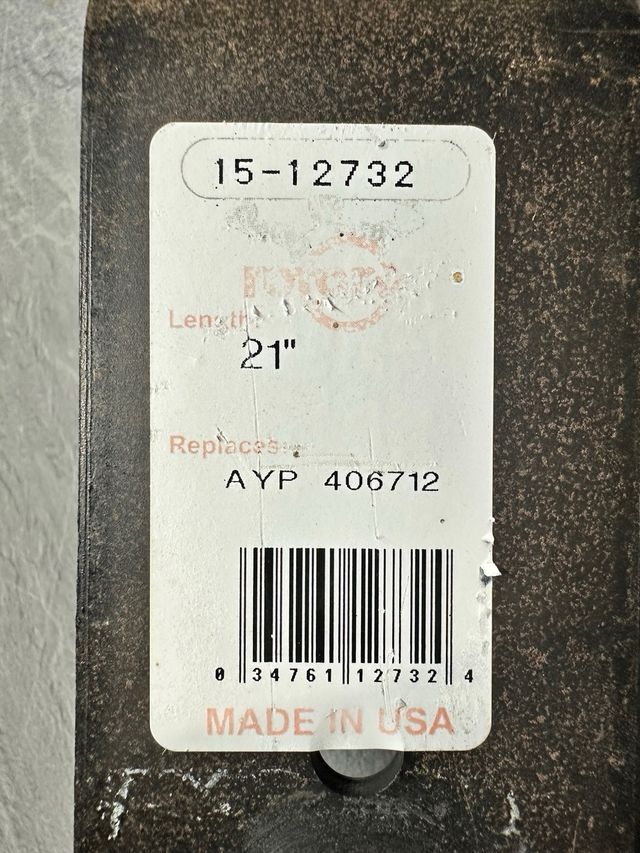 15-12732
Length:
21"
Replaces
AYP 406712
0 34761 12732 4
MADE IN USA